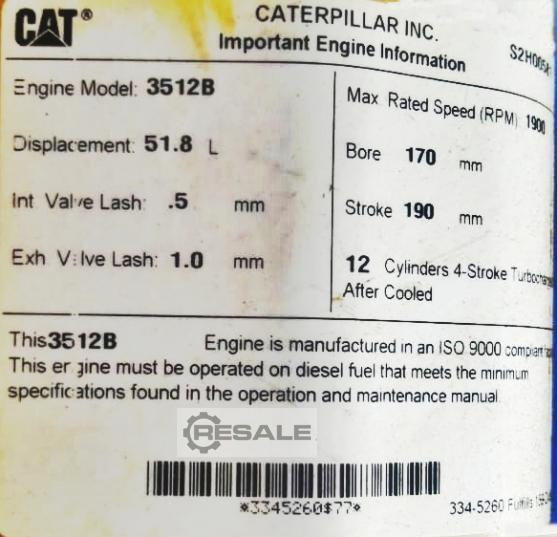 CAT®
CATERPILLAR INC.
Important Engine Information
Engine Model: 3512B
Displacement: 51.8 L
Int Valve Lash: .5 mm
Exh Valve Lash: 1.0 mm
Max Rated Speed (RPM) 1900
Bore 170 mm
Stroke 190 mm
12 Cylinders 4-Stroke
After Cooled
This 3512B Engine is manufactured in an ISO 9000 compliant
This engine must be operated on diesel fuel that meets the minimum
specifications found in the operation and maintenance manual
RESALE
*3345260$77*
334-5260